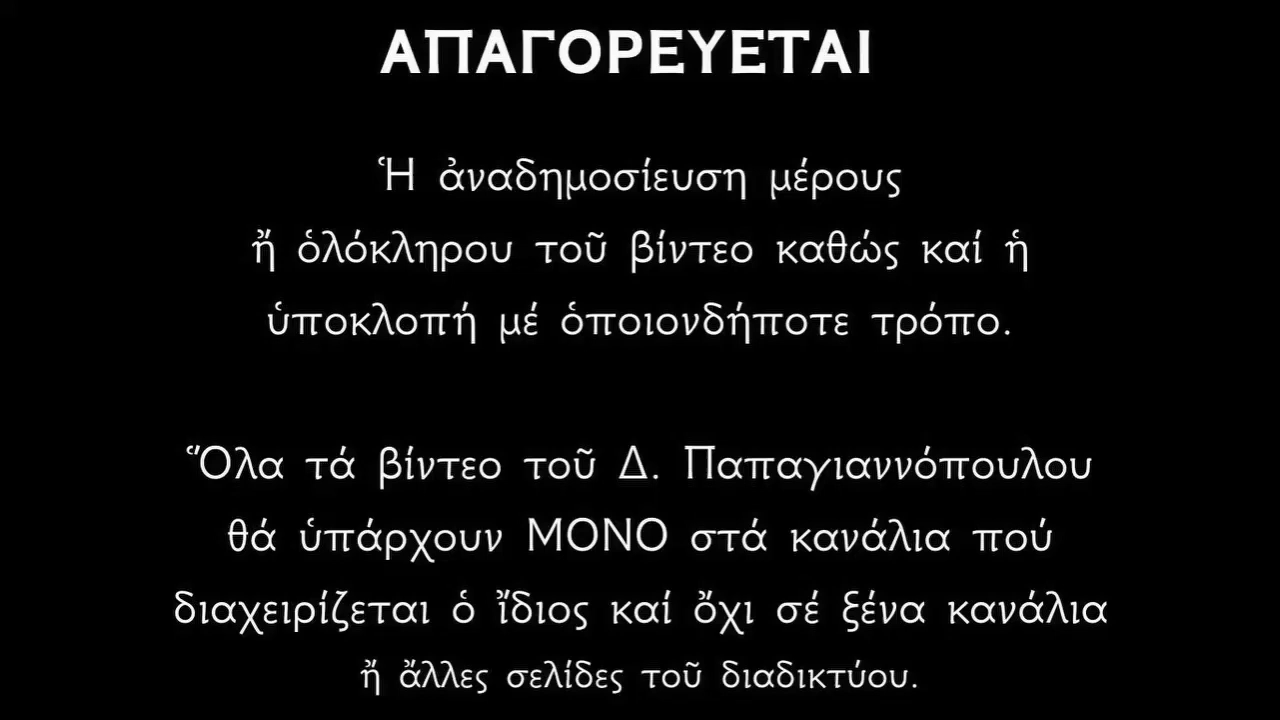 ΑΠΑΓΟΡΕΥΕΤΑΙ
Ἡ ἀναδημοσίευση μέρους
ἤ ὁλόκληρου τοῦ βίντεο καθώς καί ἡ
ὑποκλοπή μέ ὁποιονδήποτε τρόπο.
Ὅλα τά βίντεο τοῦ Δ. Παπαγιαννόπουλου
θά ὑπάρχουν ΜΟΝΟ στά κανάλια πού
διαχειρίζεται ὁ ἴδιος καί ὄχι σέ ξένα κανάλια
ἤ ἄλλες σελίδες τοῦ διαδικτύου.